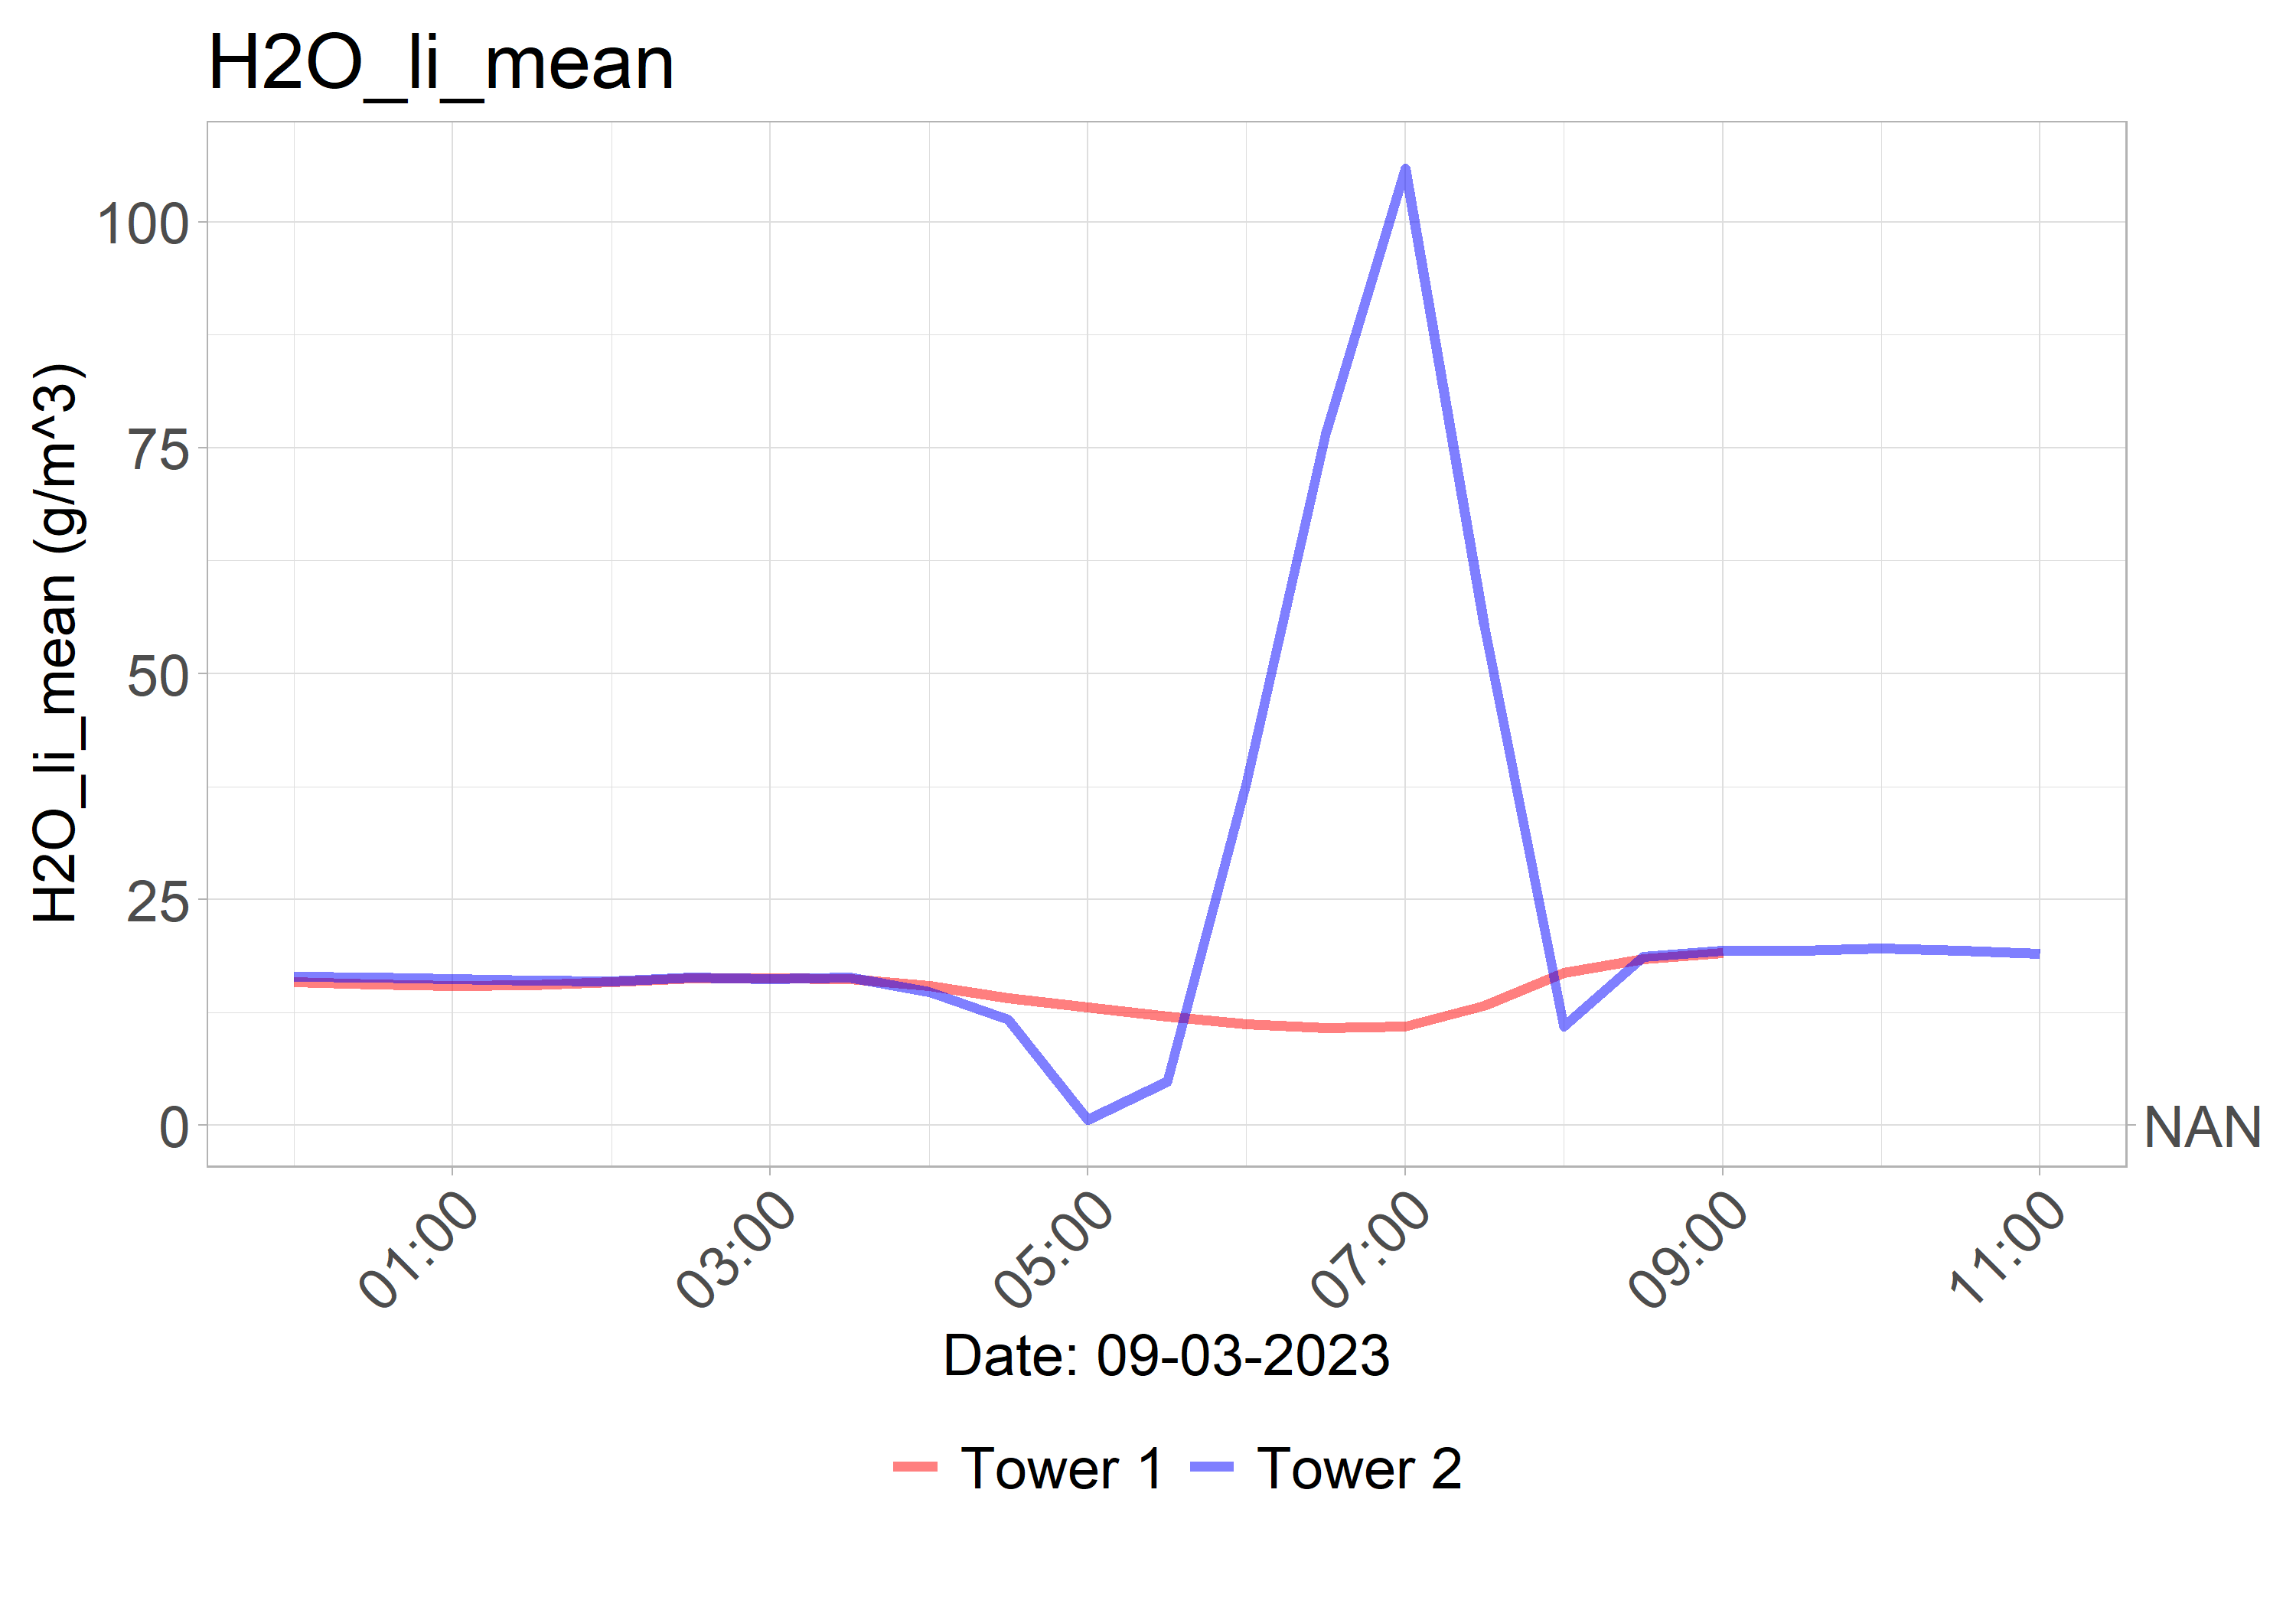 H2O_li_mean
H2O_li_mean (g/m^3)
100
75
50
25
0
NAN
01:00
03:00
05:00
07:00
09:00
11:00
Date: 09-03-2023
Tower 1
Tower 2